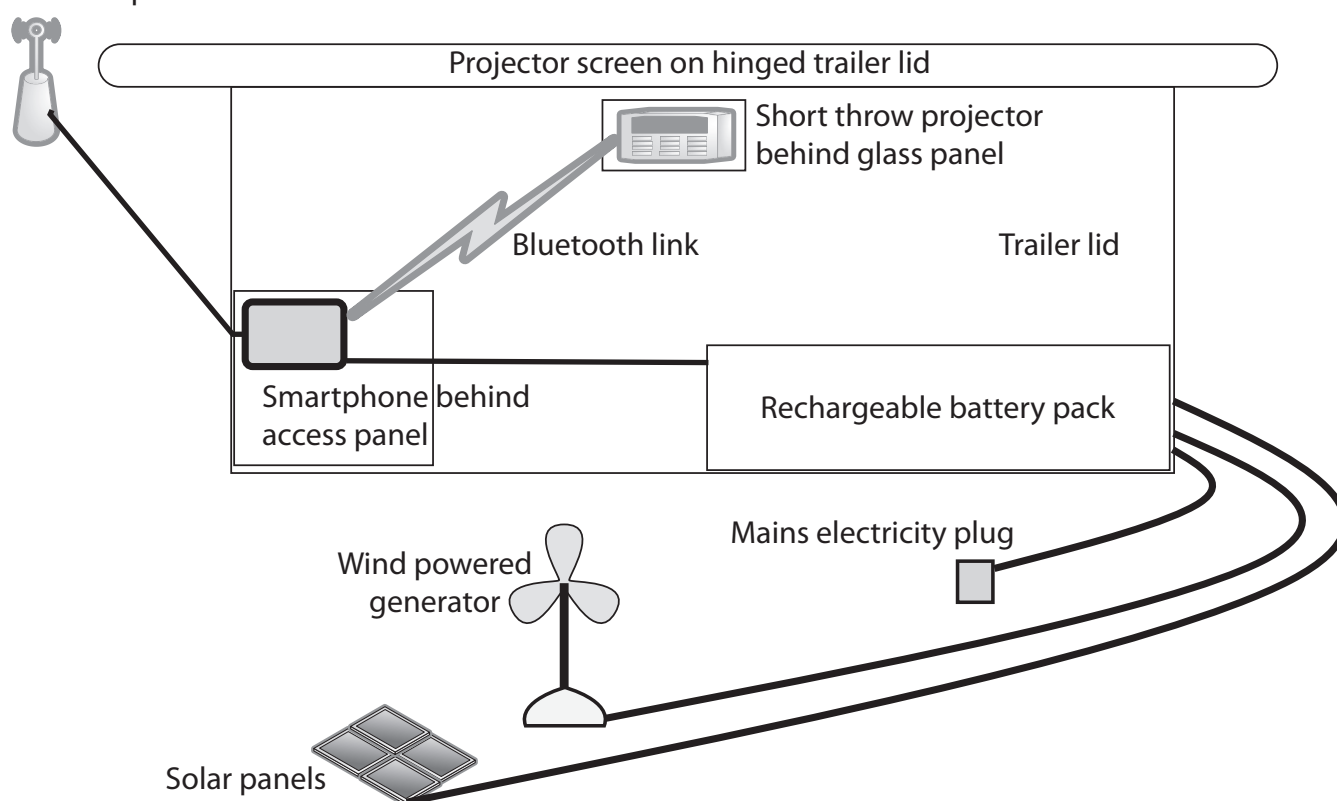 Projector screen on hinged trailer lid
Short throw projector
behind glass panel
Bluetooth link
Trailer lid
Smartphone behind
access panel
Rechargeable battery pack
Mains electricity plug
Wind powered
generator
Solar panels